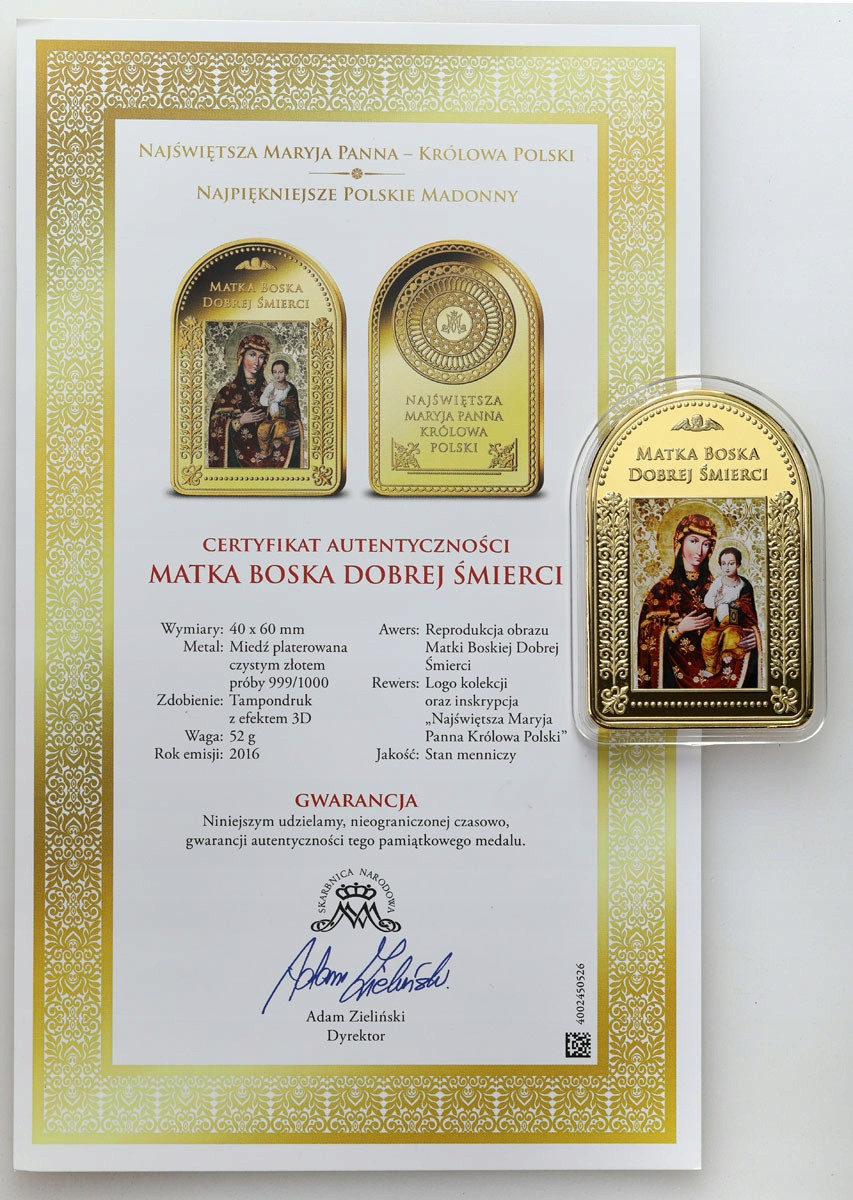 Najświętsza Maryja Panna – Królowa Polski
Najpiękniejsze Polskie Madonny
Matka Boska
Dobrej Śmierci
Najświętsza
Maryja Panna
Królowa
Polski
Matka Boska
Dobrej Śmierci
CERTYFIKAT AUTENTYCZNOŚCI
MATKA BOSKA DOBREJ ŚMIERCI
Wymiary: 40 x 60 mm
Metal: Miedź platerowana
czystym złotem
próby 999/1000
Zdobienie: Tampondruk
z efektem 3D
Waga: 52 g
Rok emisji: 2016
Awers: Reprodukcja obrazu
Matki Boskiej Dobrej
Śmierci
Rewers: Logo kolekcji
oraz inskrypcja
„Najświętsza Maryja
Panna Królowa Polski”
Jakość: Stan menniczy
GWARANCJA
Niniejszym udzielamy, nieograniczonej czasowo,
gwarancji autentyczności tego pamiątkowego medalu.
SKARBNICA NARODOWA
Adam Zieliński
Adam Zieliński
Dyrektor
4002450526